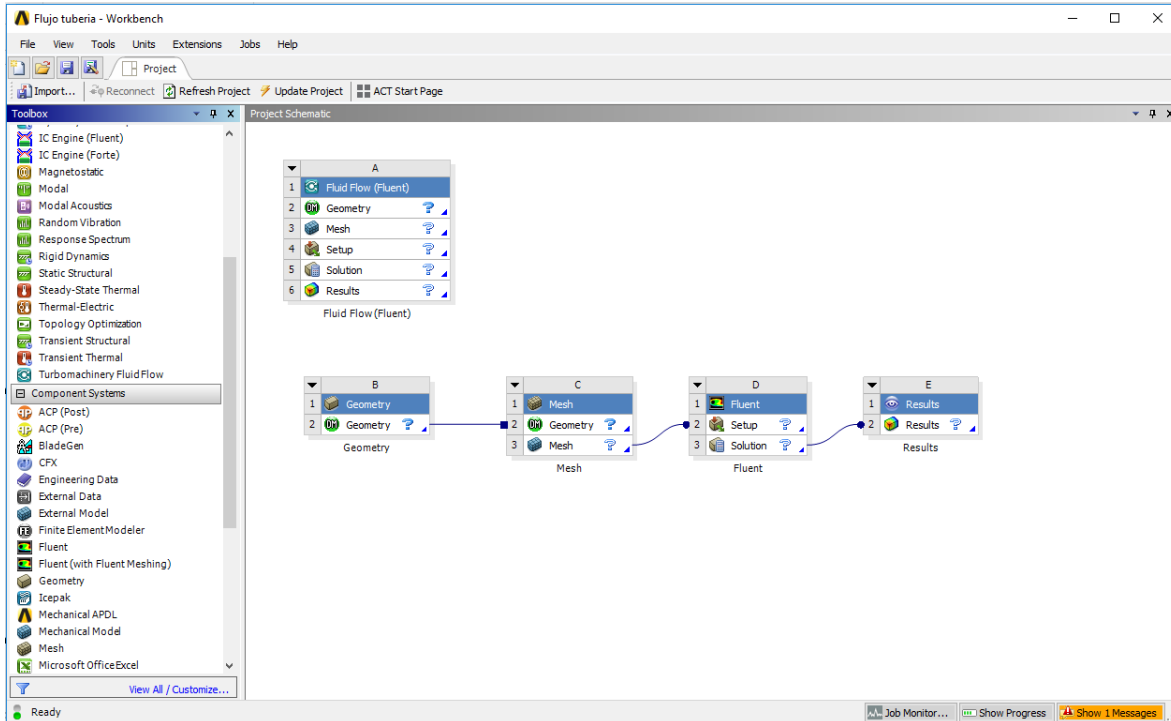 Flujo tuberia - Workbench
File View Tools Units Extensions Jobs Help
Project
Import... Reconnect Refresh Project Update Project ACT Start Page
Toolbox
Project Schematic
IC Engine (Fluent)
IC Engine (Forte)
Magnetostatic
Modal
Modal Acoustics
Random Vibration
Response Spectrum
Rigid Dynamics
Static Structural
Steady-State Thermal
Thermal-Electric
Topology Optimization
Transient Structural
Transient Thermal
Turbomachinery Fluid Flow
Component Systems
ACP (Post)
ACP (Pre)
BladeGen
CFX
Engineering Data
External Data
External Model
Finite Element Modeler
Fluent
Fluent (with Fluent Meshing)
Geometry
Icepak
Mechanical APDL
Mechanical Model
Mesh
Microsoft Office Excel
View All / Customize...
A
1 Fluid Flow (Fluent)
2 DM Geometry ?
3 Mesh ?
4 Setup ?
5 Solution ?
6 Results ?
Fluid Flow (Fluent)
B
1 Geometry
2 DM Geometry ?
Geometry
C
1 Mesh
2 DM Geometry ?
3 Mesh ?
Mesh
D
1 Fluent
2 Setup ?
3 Solution ?
Fluent
E
1 Results
2 Results ?
Results
Ready
Job Monitor... Show Progress Show 1 Messages